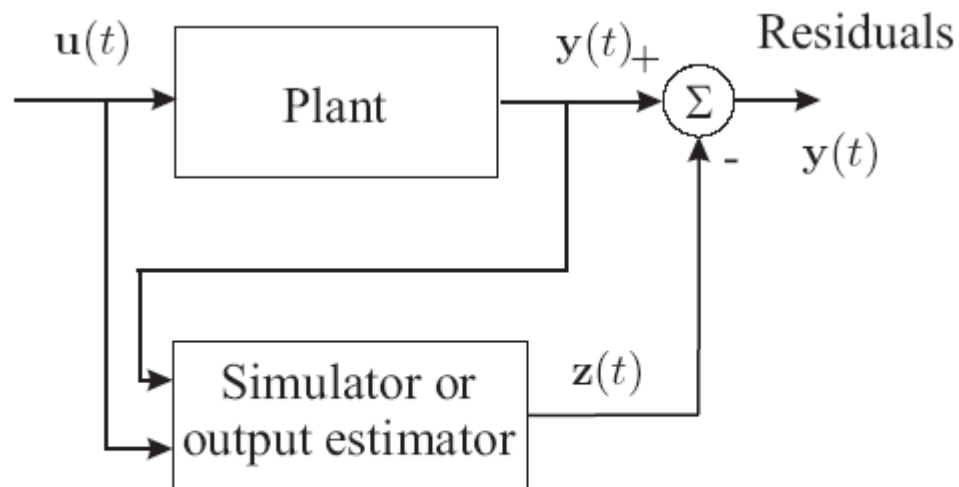 Residuals
u(t)
y(t) +
Plant
Σ
-
y(t)
Simulator or
output estimator
z(t)